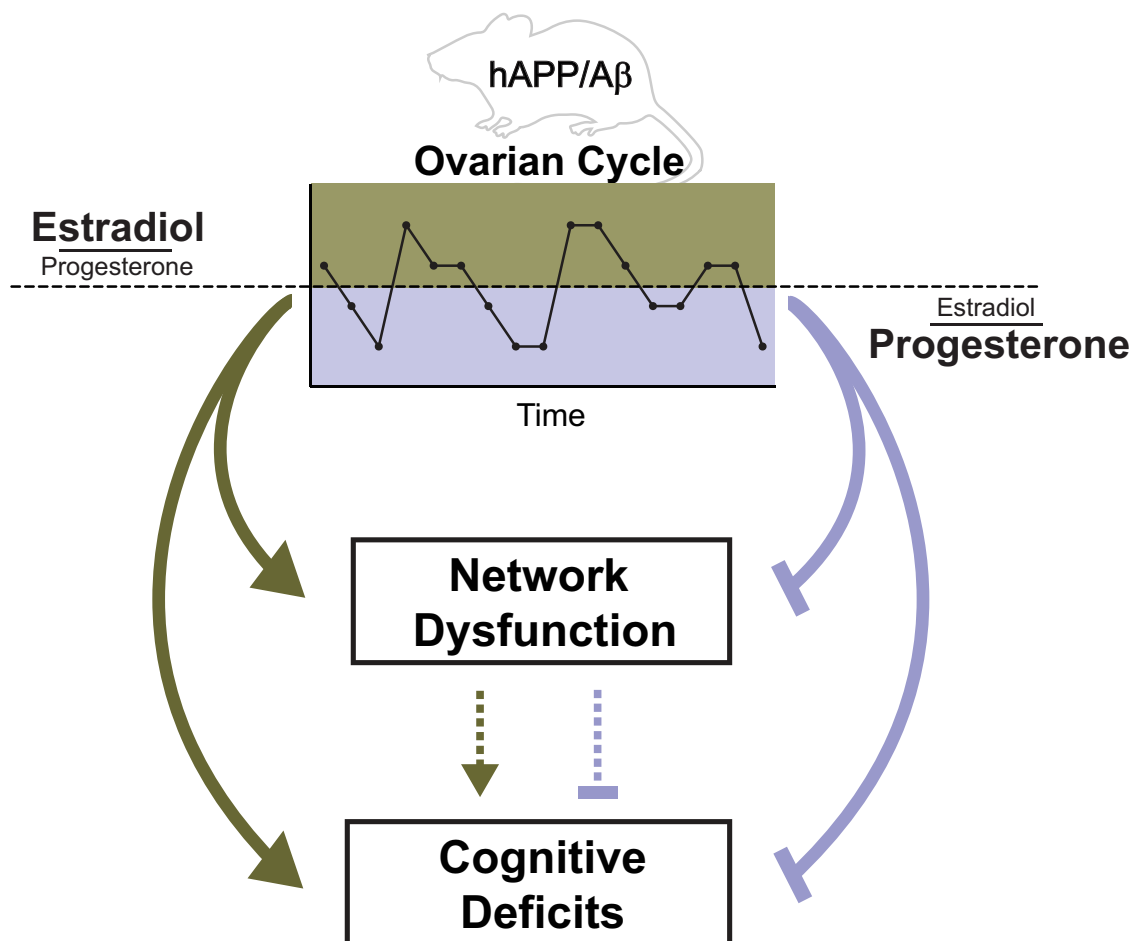 hAPP/Aβ
Ovarian Cycle
Estradiol
Progesterone
Estradiol
Progesterone
Time
Network
Dysfunction
Cognitive
Deficits